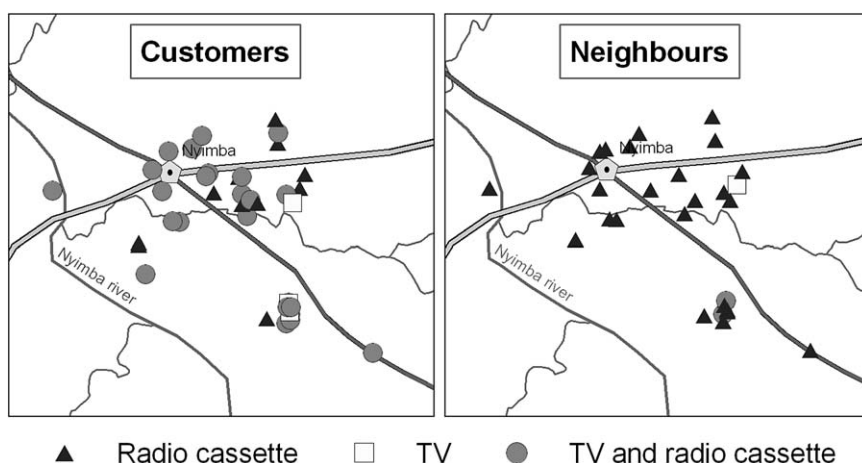 Customers
Neighbours
Nyimba
Nyimba
Nyimba river
Nyimba river
Radio cassette
TV
TV and radio cassette